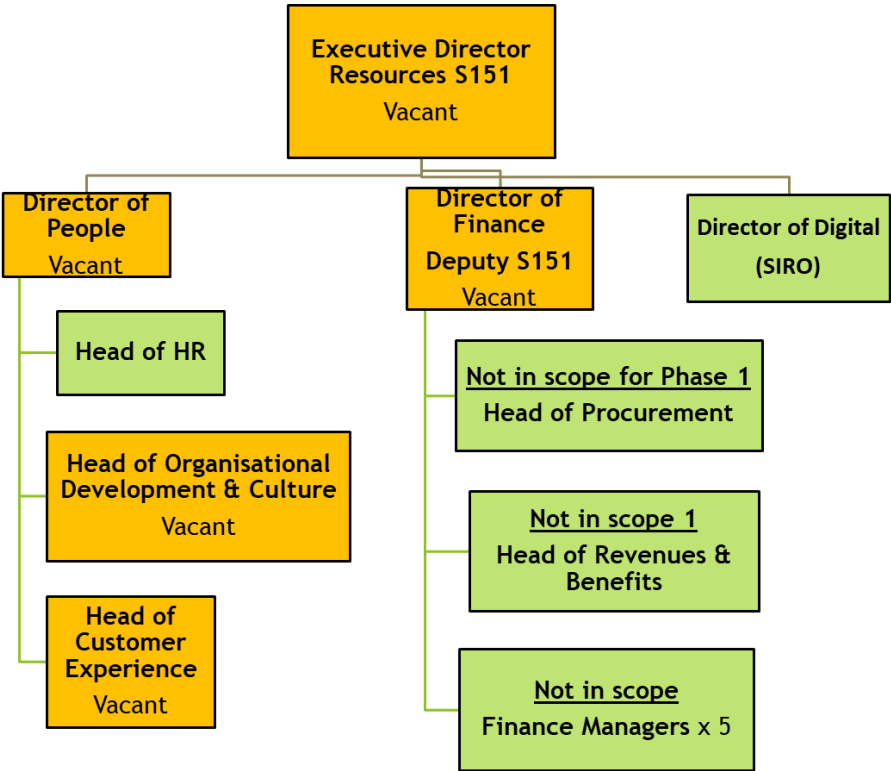 Executive Director
Resources S151
Vacant
Director of
People
Vacant
Director of
Finance
Deputy S151
Vacant
Director of Digital
(SIRO)
Head of HR
Head of Organisational
Development & Culture
Vacant
Head of
Customer
Experience
Vacant
Not in scope for Phase 1
Head of Procurement
Not in scope 1
Head of Revenues &
Benefits
Not in scope
Finance Managers x 5